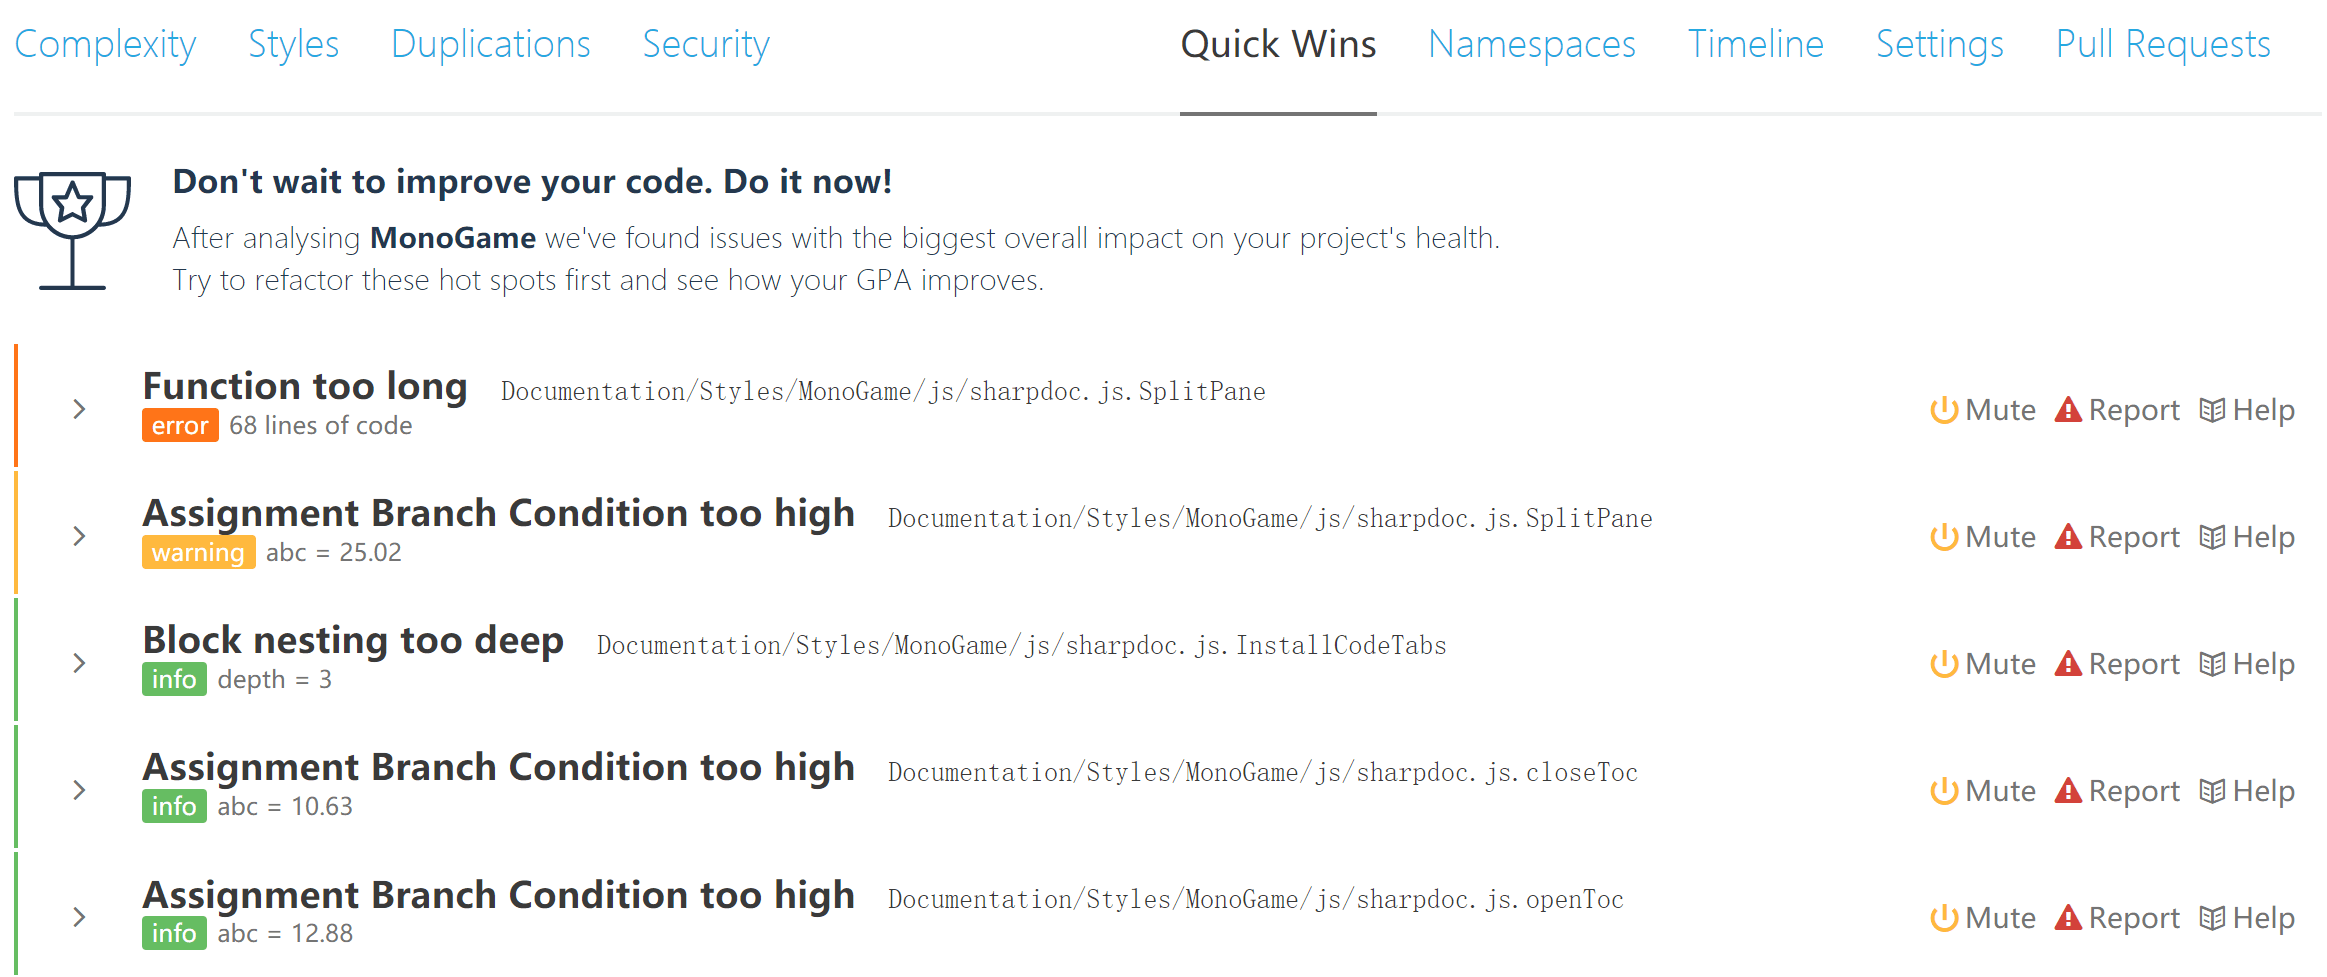 Complexity Styles Duplications Security Quick Wins Namespaces Timeline Settings Pull Requests
Don't wait to improve your code. Do it now!
After analysing MonoGame we've found issues with the biggest overall impact on your project's health.
Try to refactor these hot spots first and see how your GPA improves.
Function too long Documentation/Styles/MonoGame/js/sharpdoc.js.SplitPane
error 68 lines of code
Mute Report Help
Assignment Branch Condition too high Documentation/Styles/MonoGame/js/sharpdoc.js.SplitPane
warning abc = 25.02
Mute Report Help
Block nesting too deep Documentation/Styles/MonoGame/js/sharpdoc.js.InstallCodeTabs
info depth = 3
Mute Report Help
Assignment Branch Condition too high Documentation/Styles/MonoGame/js/sharpdoc.js.closeToc
info abc = 10.63
Mute Report Help
Assignment Branch Condition too high Documentation/Styles/MonoGame/js/sharpdoc.js.openToc
info abc = 12.88
Mute Report Help